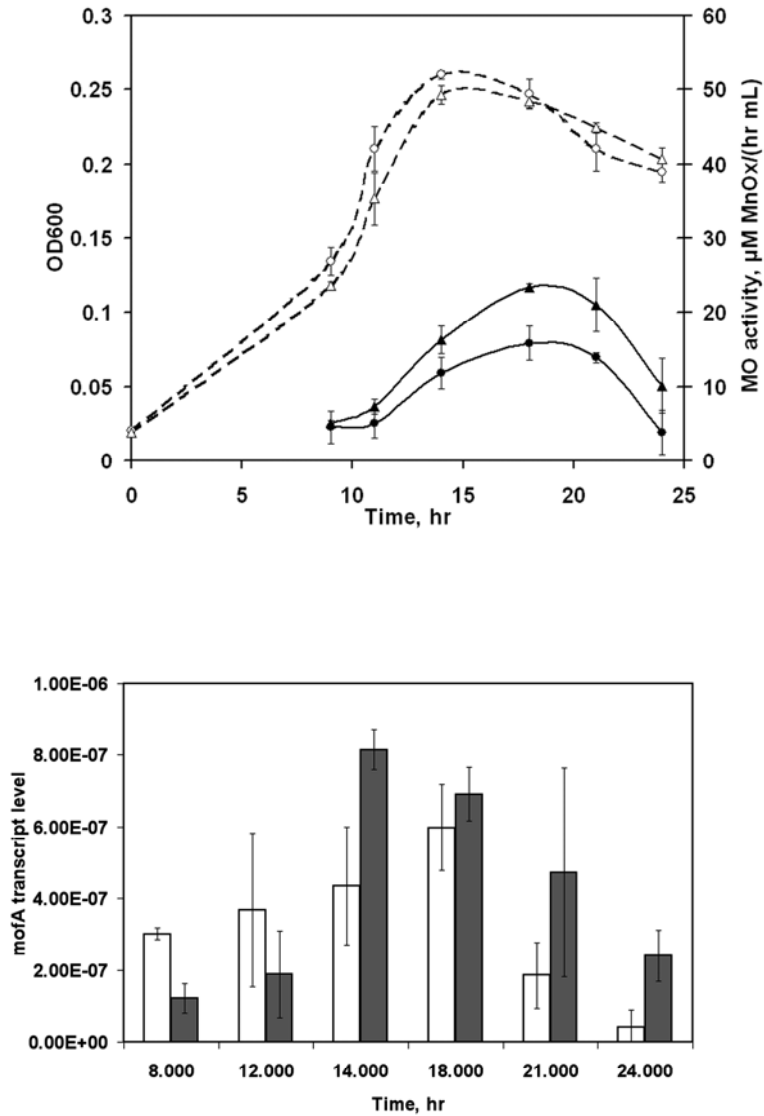 0.3
0.25
0.2
0.15
0.1
0.05
0
OD600
60
50
40
30
20
10
0
MO activity, µM MnOx/(hr mL)
0 5 10 15 20 25
Time, hr
1.00E-06
8.00E-07
6.00E-07
4.00E-07
2.00E-07
0.00E+00
mofA transcript level
8.000 12.000 14.000 18.000 21.000 24.000
Time, hr